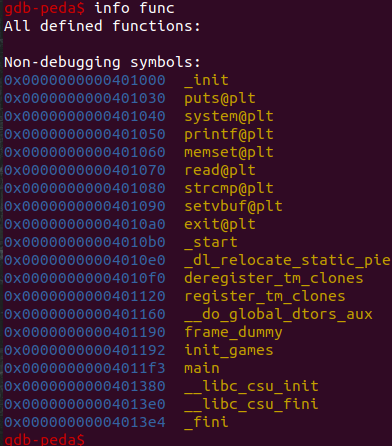 gdb-peda$ info func
All defined functions:
Non-debugging symbols:
0x0000000000401000 _init
0x0000000000401030 puts@plt
0x0000000000401040 system@plt
0x0000000000401050 printf@plt
0x0000000000401060 memset@plt
0x0000000000401070 read@plt
0x0000000000401080 strcmp@plt
0x0000000000401090 setvbuf@plt
0x00000000004010a0 exit@plt
0x00000000004010b0 _start
0x00000000004010e0 _dl_relocate_static_pie
0x00000000004010f0 deregister_tm_clones
0x0000000000401120 register_tm_clones
0x0000000000401160 __do_global_dtors_aux
0x0000000000401190 frame_dummy
0x0000000000401192 init_games
0x00000000004011f3 main
0x0000000000401380 __libc_csu_init
0x00000000004013e0 __libc_csu_fini
0x00000000004013e4 _fini
gdb-peda$